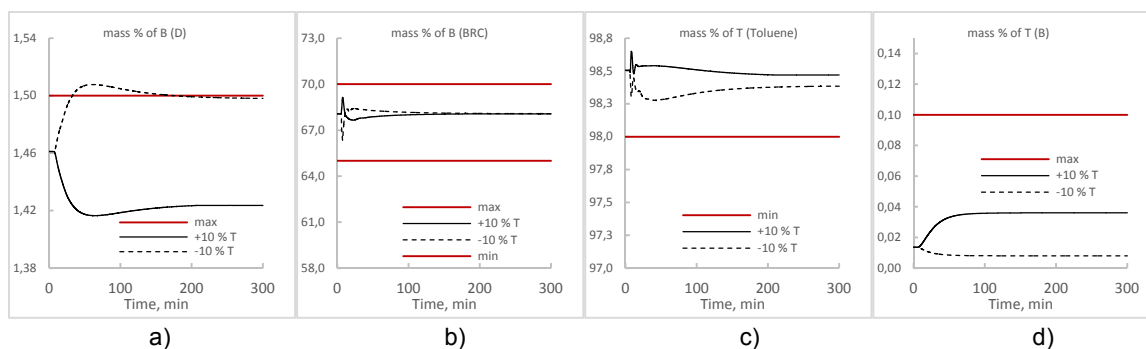 mass % of B (D)
1,54
1,50
1,46
1,42
1,38
max
+10 % T
-10 % T
0 100 200 300
Time, min
a)
mass % of B (BRC)
73,0
70,0
67,0
64,0
61,0
58,0
max
+10 % T
-10 % T
min
0 100 200 300
Time, min
b)
mass % of T (Toluene)
98,8
98,5
98,3
98,0
97,8
97,5
97,3
97,0
min
+10 % T
-10 % T
0 100 200 300
Time, min
c)
mass % of T (B)
0,14
0,12
0,10
0,08
0,06
0,04
0,02
0,00
max
+10 % T
-10 % T
0 100 200 300
Time, min
d)